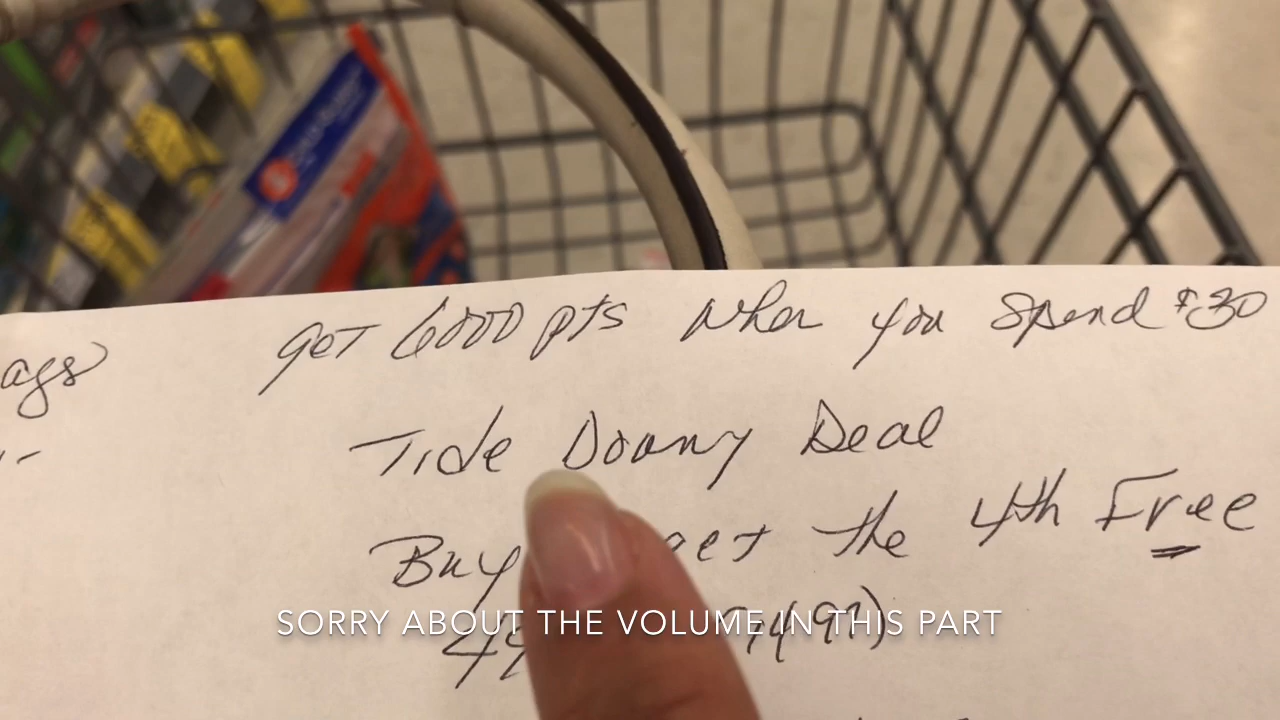 get 6000 pts when you Spend $30
ags
Tide Downy Deal
Buy get the 4th Free
SORRY ABOUT THE VOLUME IN THIS PART